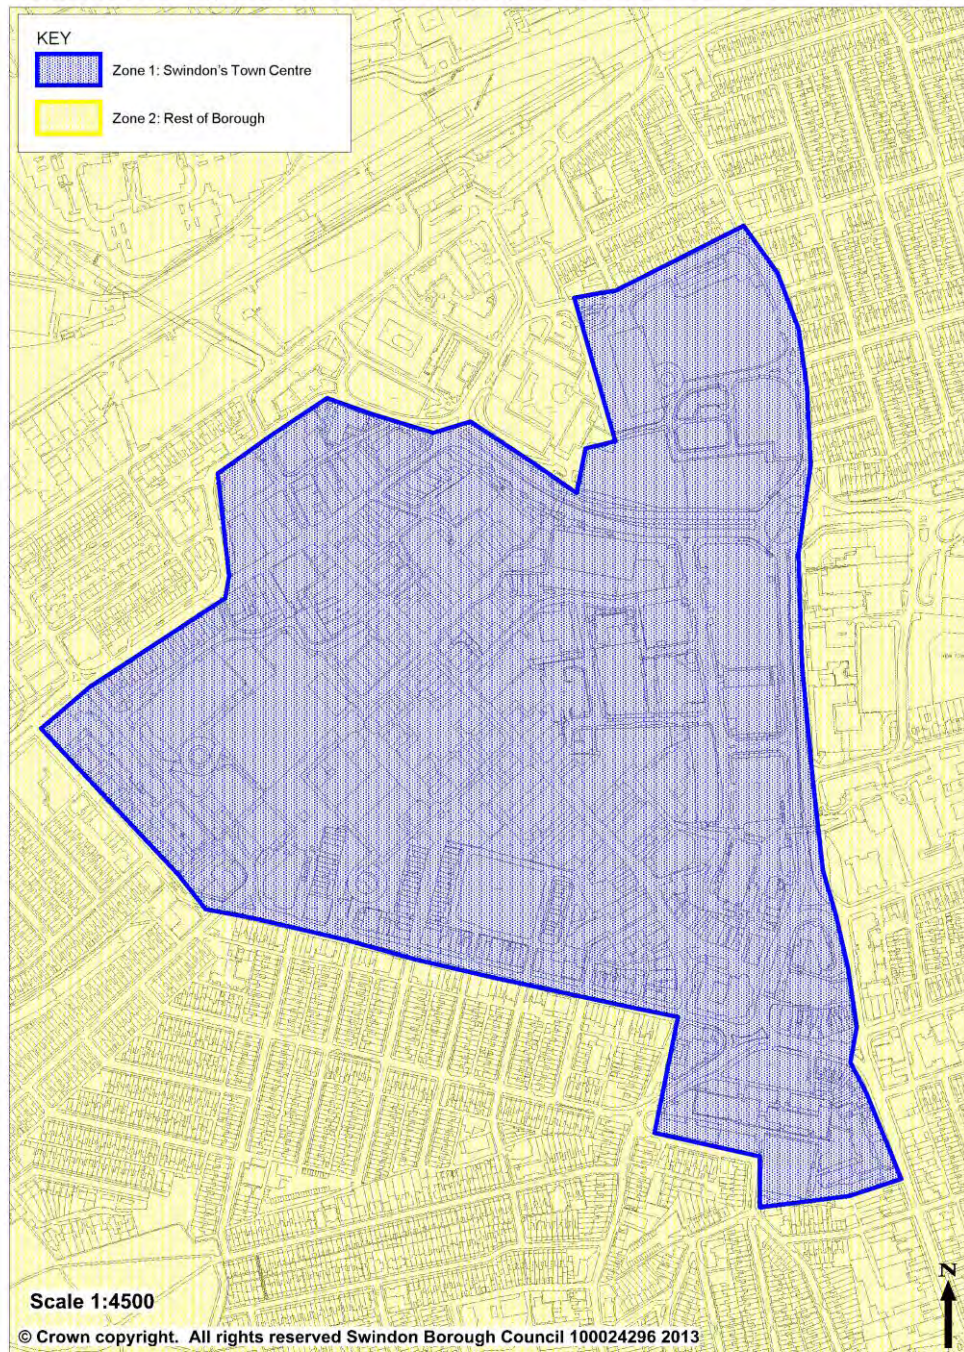 KEY
Zone 1: Swindon's Town Centre
Zone 2: Rest of Borough
Scale 1:4500
N
© Crown copyright. All rights reserved Swindon Borough Council 100024296 2013